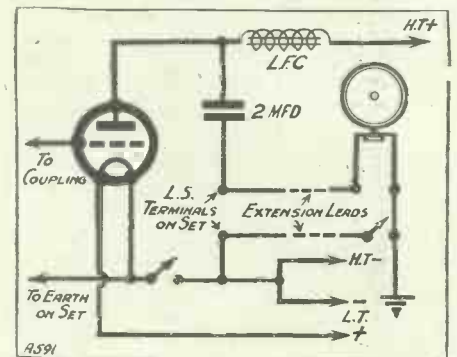 H.T+
L.F.C
2 MFD
TO
COUPLING
L.S.
TERMINALS
ON SET
EXTENSION LEADS
H.T-
TO EARTH
ON SET
-
L.T.
+
A591